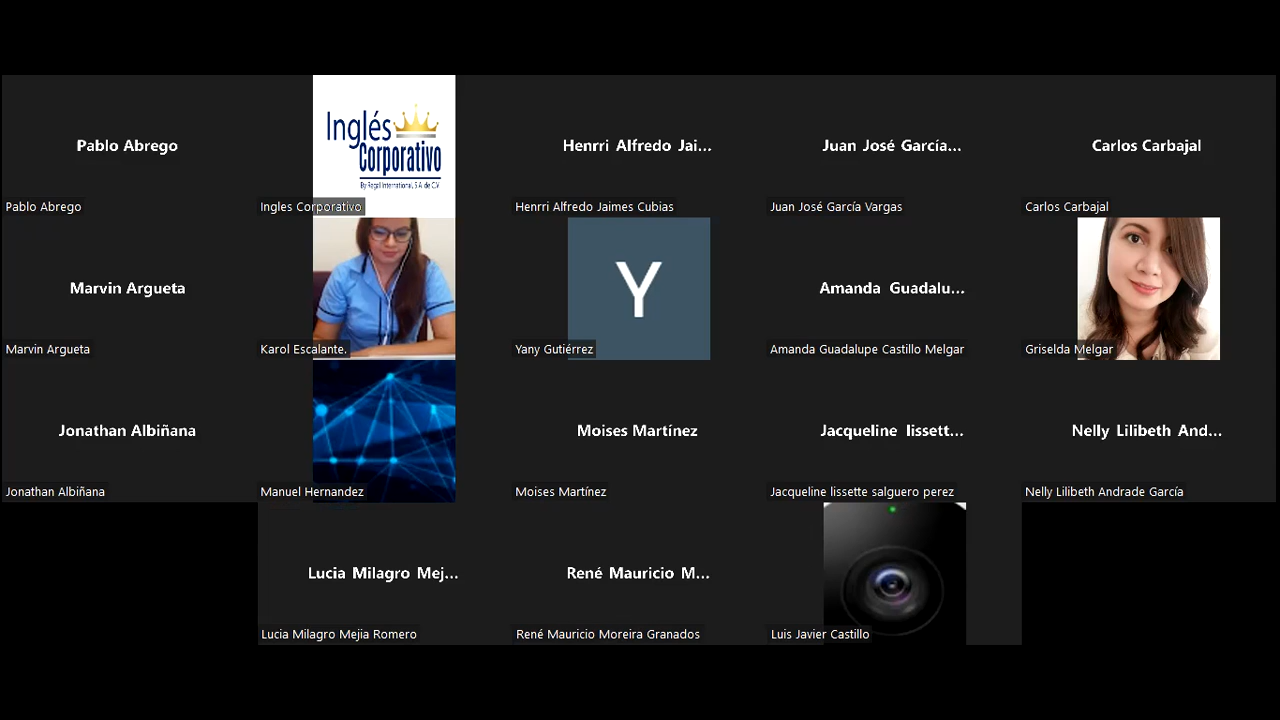 Pablo Abrego
Pablo Abrego
Inglés
Corporativo
By Regal International, S.A. de C.V.
Ingles Corporativo
Henrri Alfredo Jai...
Henrri Alfredo Jaimes Cubias
Juan José García...
Juan José García Vargas
Carlos Carbajal
Carlos Carbajal
Marvin Argueta
Marvin Argueta
Karol Escalante.
Y
Yany Gutiérrez
Amanda Guadalu...
Amanda Guadalupe Castillo Melgar
Griselda Melgar
Jonathan Albiñana
Jonathan Albiñana
Manuel Hernandez
Moises Martínez
Moises Martínez
Jacqueline lissett...
Jacqueline lissette salguero perez
Nelly Lilibeth And...
Nelly Lilibeth Andrade García
Lucia Milagro Mej...
Lucia Milagro Mejia Romero
René Mauricio M...
René Mauricio Moreira Granados
Luis Javier Castillo